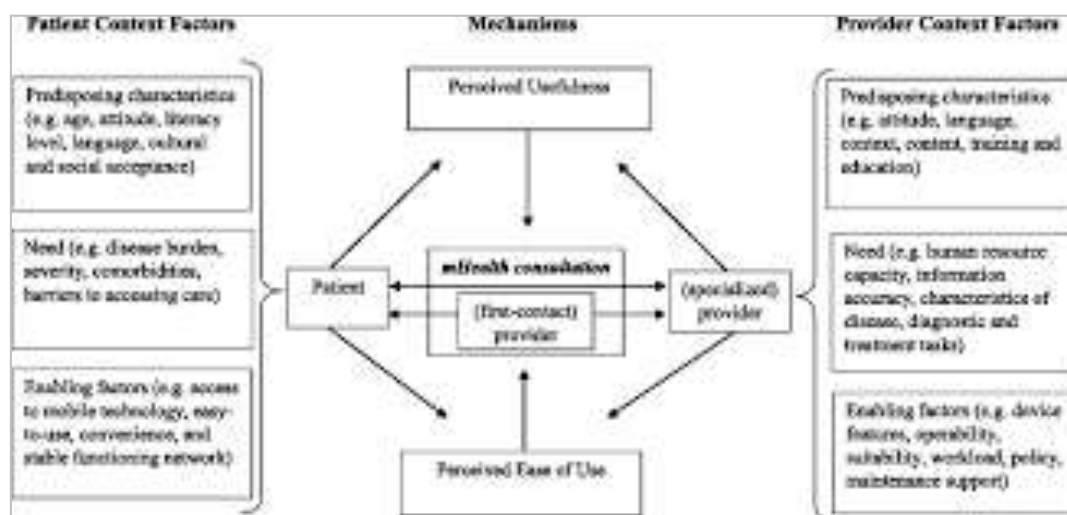 Patient Context Factors
Predisposing characteristics
(e.g. age, attitude, literacy
level, language, cultural
and social acceptance)
Need (e.g. disease burden,
severity, comorbidities,
barriers to accessing care)
Enabling factors (e.g. access
to mobile technology, easy-
to-use, convenience, and
stable functioning network)
Mechanisms
Perceived Usefulness
Patient
mHealth consultation
(first-contact)
provider
(specialized)
provider
Perceived Ease of Use
Provider Context Factors
Predisposing characteristics
(e.g. attitude, language,
context, content, training and
education)
Need (e.g. human resource
capacity, information
accuracy, characteristics of
disease, diagnostic and
treatment tasks)
Enabling factors (e.g. device
features, operability,
suitability, workload, policy,
maintenance support)